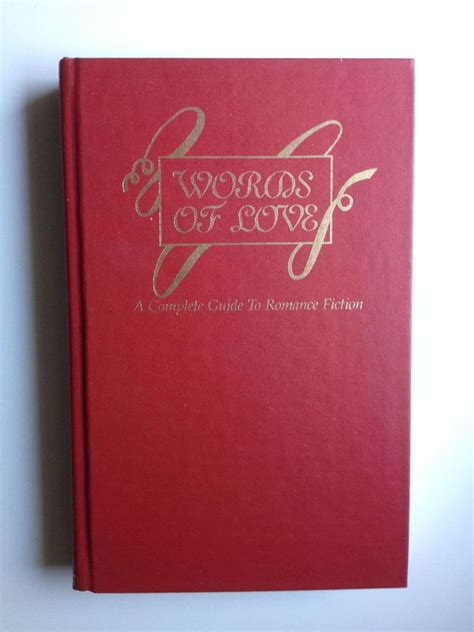 WORDS
OF LOVE
A Complete Guide To Romance Fiction